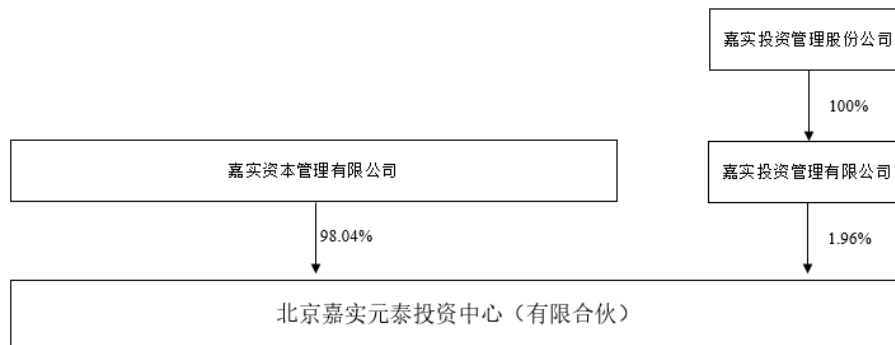 嘉实投资管理股份公司
100%
嘉实资本管理有限公司
嘉实投资管理有限公司
98.04%
1.96%
北京嘉实元泰投资中心（有限合伙）